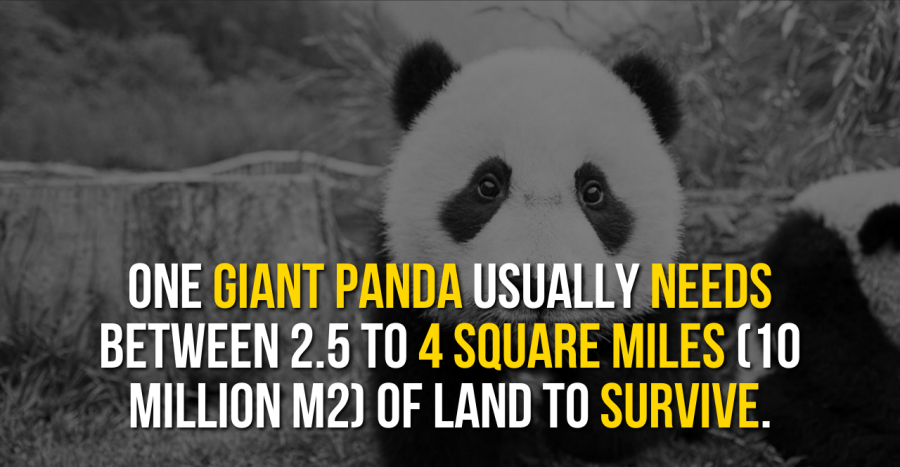 ONE GIANT PANDA USUALLY NEEDS
BETWEEN 2.5 TO 4 SQUARE MILES (10
MILLION M2) OF LAND TO SURVIVE.